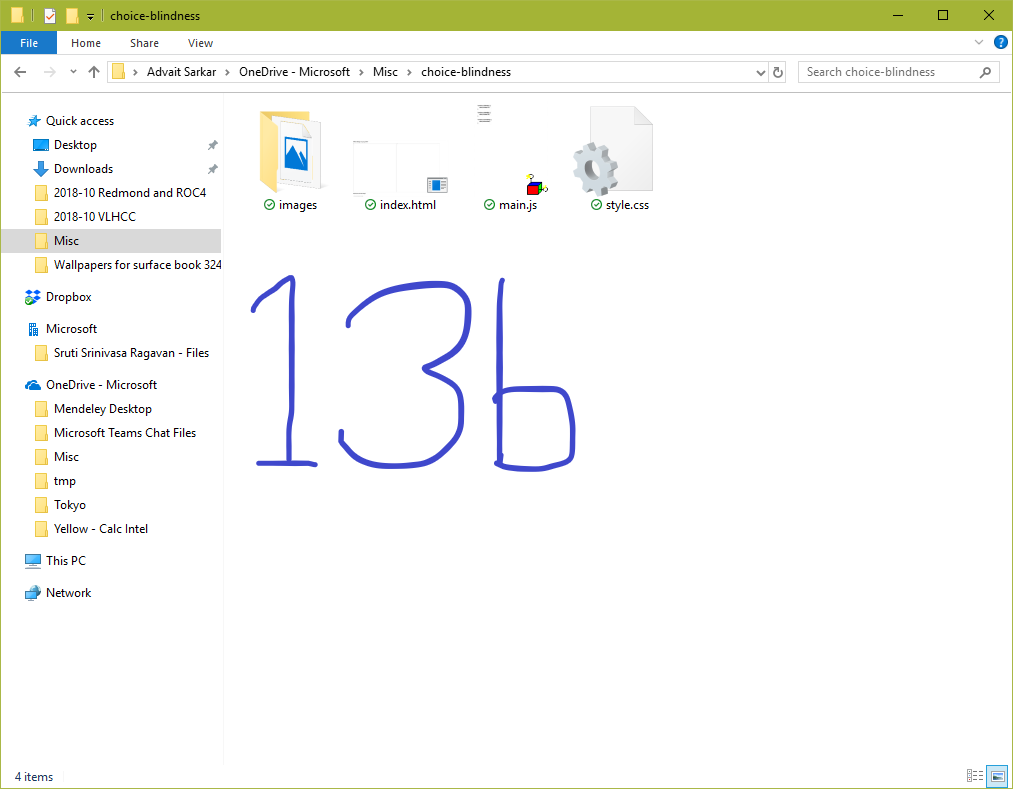 choice-blindness
File Home Share View
Advait Sarkar > OneDrive - Microsoft > Misc > choice-blindness
Search choice-blindness
Quick access
Desktop
Downloads
2018-10 Redmond and ROC4
2018-10 VLHCC
Misc
Wallpapers for surface book 324
Dropbox
Microsoft
Sruti Srinivasa Ragavan - Files
OneDrive - Microsoft
Mendeley Desktop
Microsoft Teams Chat Files
Misc
tmp
Tokyo
Yellow - Calc Intel
This PC
Network
images index.html main.js style.css
13b
4 items